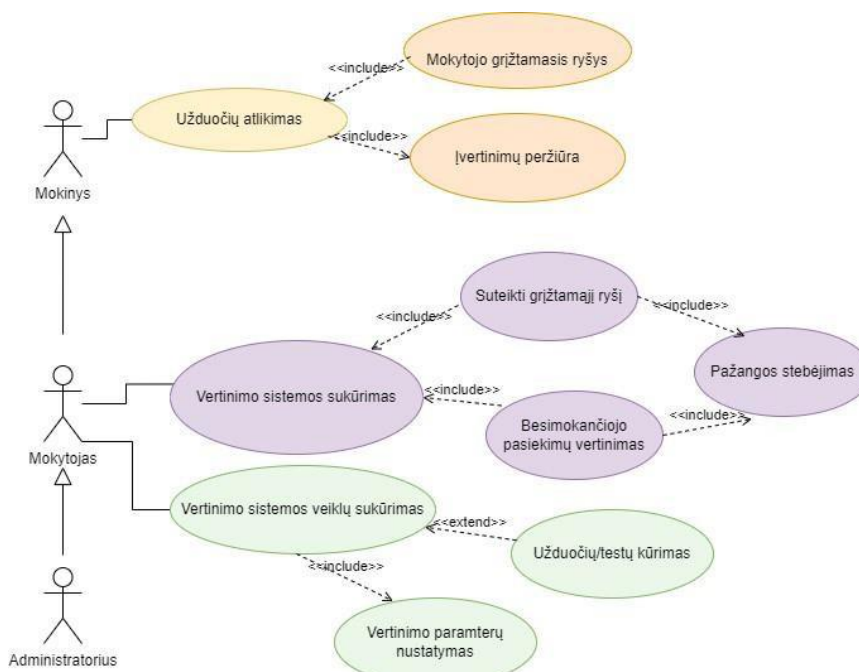 Mokytojo grįžtamasis ryšys
<<include>>
Užduočių atlikimas
<<include>>
Įvertinimų peržiūra
Mokinys
Suteikti grįžtamąjį ryšį
<<include>>
<<include>>
Pažangos stebėjimas
Vertinimo sistemos sukūrimas
<<include>>
<<include>>
Besimokančiojo
pasiekimų vertinimas
Mokytojas
Vertinimo sistemos veiklų sukūrimas
<<extend>>
Užduočių/testų kūrimas
<<include>>
Vertinimo paramterų
nustatymas
Administratorius